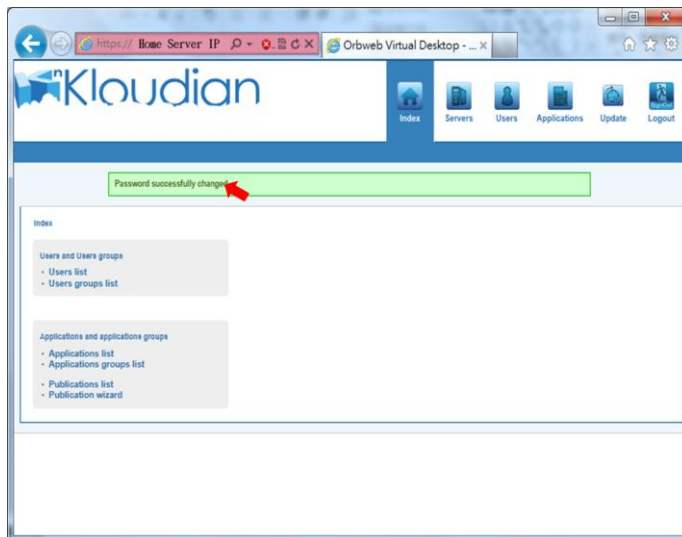 https:// Home Server IP
Orbweb Virtual Desktop - ...
nKloudian
Index
Servers
Users
Applications
Update
SignOut
Logout
Password successfully changed
Index
Users and Users groups
• Users list
• Users groups list
Applications and applications groups
• Applications list
• Applications groups list
• Publications list
• Publication wizard